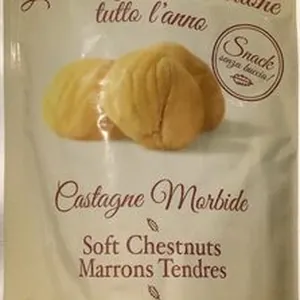 tutto l'anno
Snack
senza buccia!
Castagne Morbide
Soft Chestnuts
Marrons Tendres